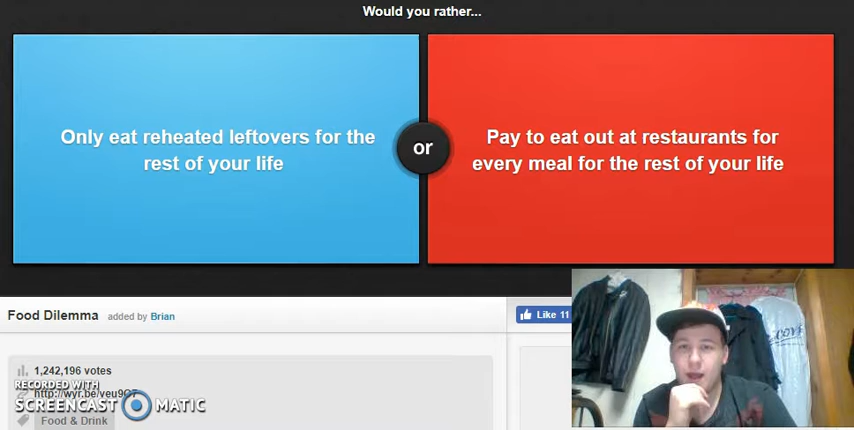 Would you rather...
Only eat reheated leftovers for the
rest of your life
or
Pay to eat out at restaurants for
every meal for the rest of your life
Food Dilemma added by Brian
Like 11
1,242,196 votes
RECORDED WITH
SCREENCAST MATIC
Food & Drink